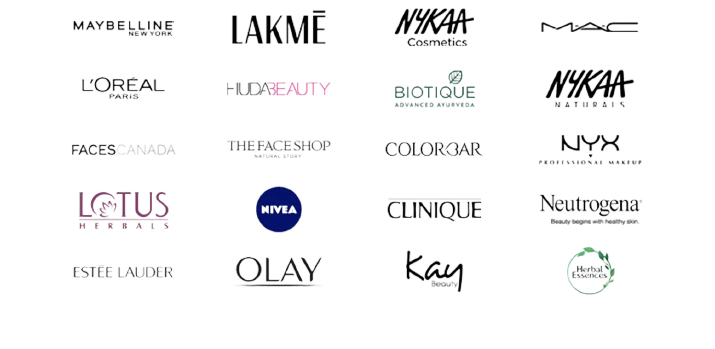 MAYBELLINE
NEW YORK
LAKMĒ
NYKAA
Cosmetics
M·A·C
L'ORÉAL
PARIS
HUDABEAUTY
BIOTIQUE
ADVANCED AYURVEDA
NYKAA
NATURALS
FACESCANADA
THE FACE SHOP
NATURAL STORY
COLORBAR
NYX
PROFESSIONAL MAKEUP
LOTUS
HERBALS
NIVEA
CLINIQUE
Neutrogena®
Beauty begins with healthy skin.
ESTĒE LAUDER
OLAY
Kay
Beauty
Herbal
Essences